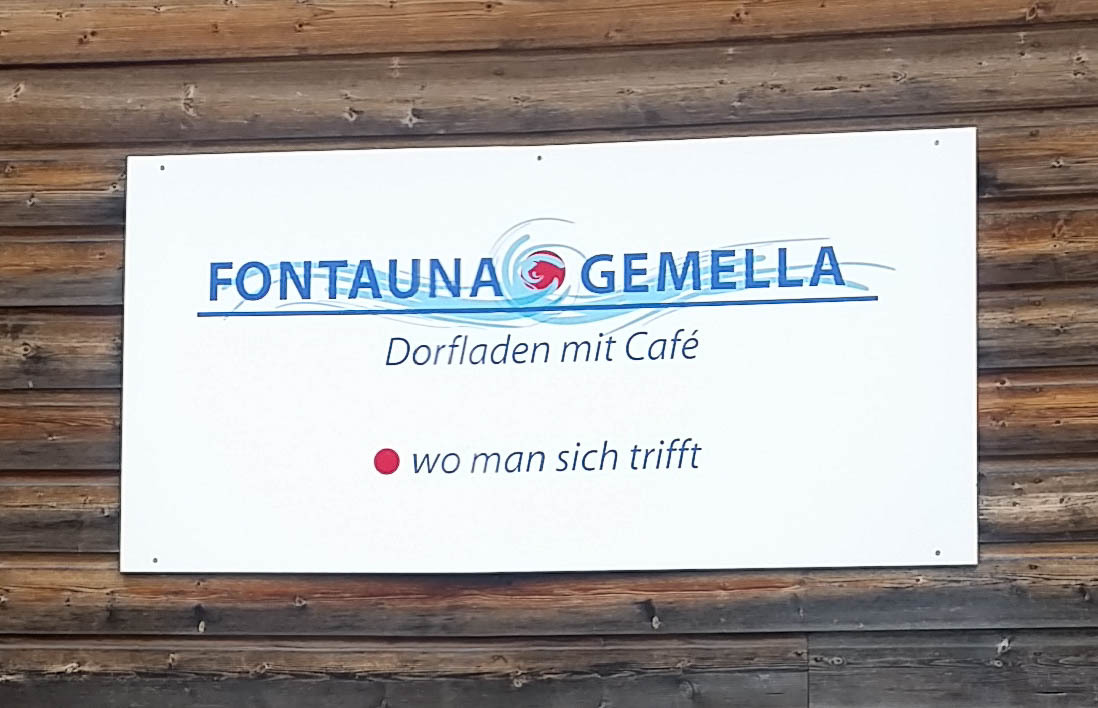 FONTAUNA GEMELLA
Dorfladen mit Café
wo man sich trifft